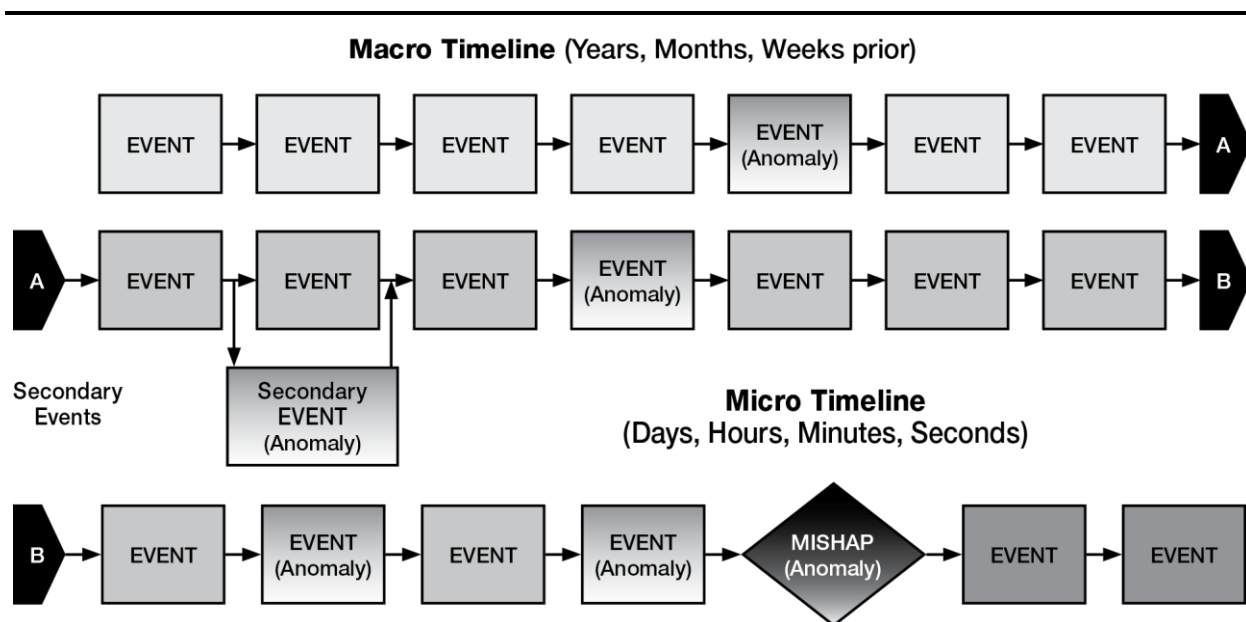 Macro Timeline (Years, Months, Weeks prior)
EVENT
EVENT
EVENT
EVENT
EVENT
(Anomaly)
EVENT
EVENT
A
A
EVENT
EVENT
EVENT
EVENT
(Anomaly)
EVENT
EVENT
EVENT
B
Secondary
Events
Secondary
EVENT
(Anomaly)
Micro Timeline
(Days, Hours, Minutes, Seconds)
B
EVENT
EVENT
(Anomaly)
EVENT
EVENT
(Anomaly)
MISHAP
(Anomaly)
EVENT
EVENT